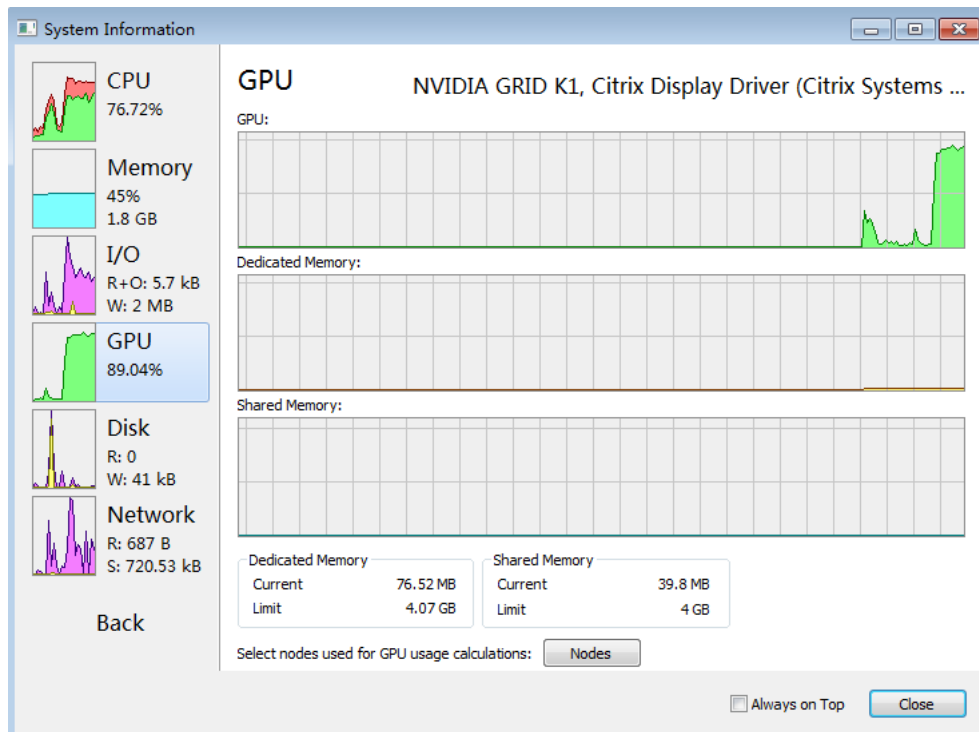 System Information
CPU
76.72%
Memory
45%
1.8 GB
I/O
R+O: 5.7 kB
W: 2 MB
GPU
89.04%
Disk
R: 0
W: 41 kB
Network
R: 687 B
S: 720.53 kB
Back
GPU
NVIDIA GRID K1, Citrix Display Driver (Citrix Systems ...
GPU:
Dedicated Memory:
Shared Memory:
Dedicated Memory
Current 76.52 MB
Limit 4.07 GB
Shared Memory
Current 39.8 MB
Limit 4 GB
Select nodes used for GPU usage calculations: Nodes
Always on Top Close